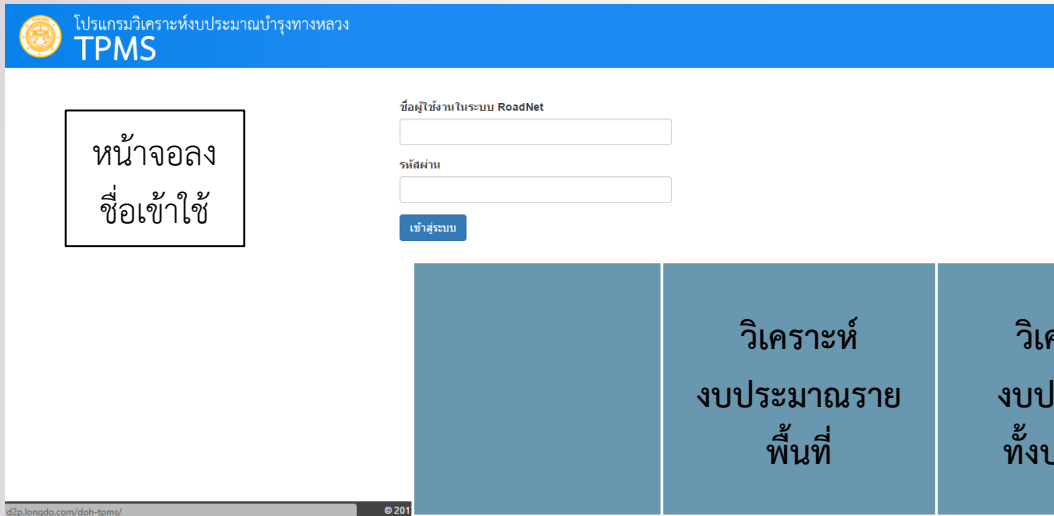 โปรแกรมวิเคราะห์งบประมาณบำรุงทางหลวง
TPMS
หน้าจอลง
ชื่อเข้าใช้
ชื่อผู้ใช้งานในระบบ RoadNet
รหัสผ่าน
เข้าสู่ระบบ
วิเคราะห์
งบประมาณราย
พื้นที่
d2p.longdo.com/doh-tpms/
© 201